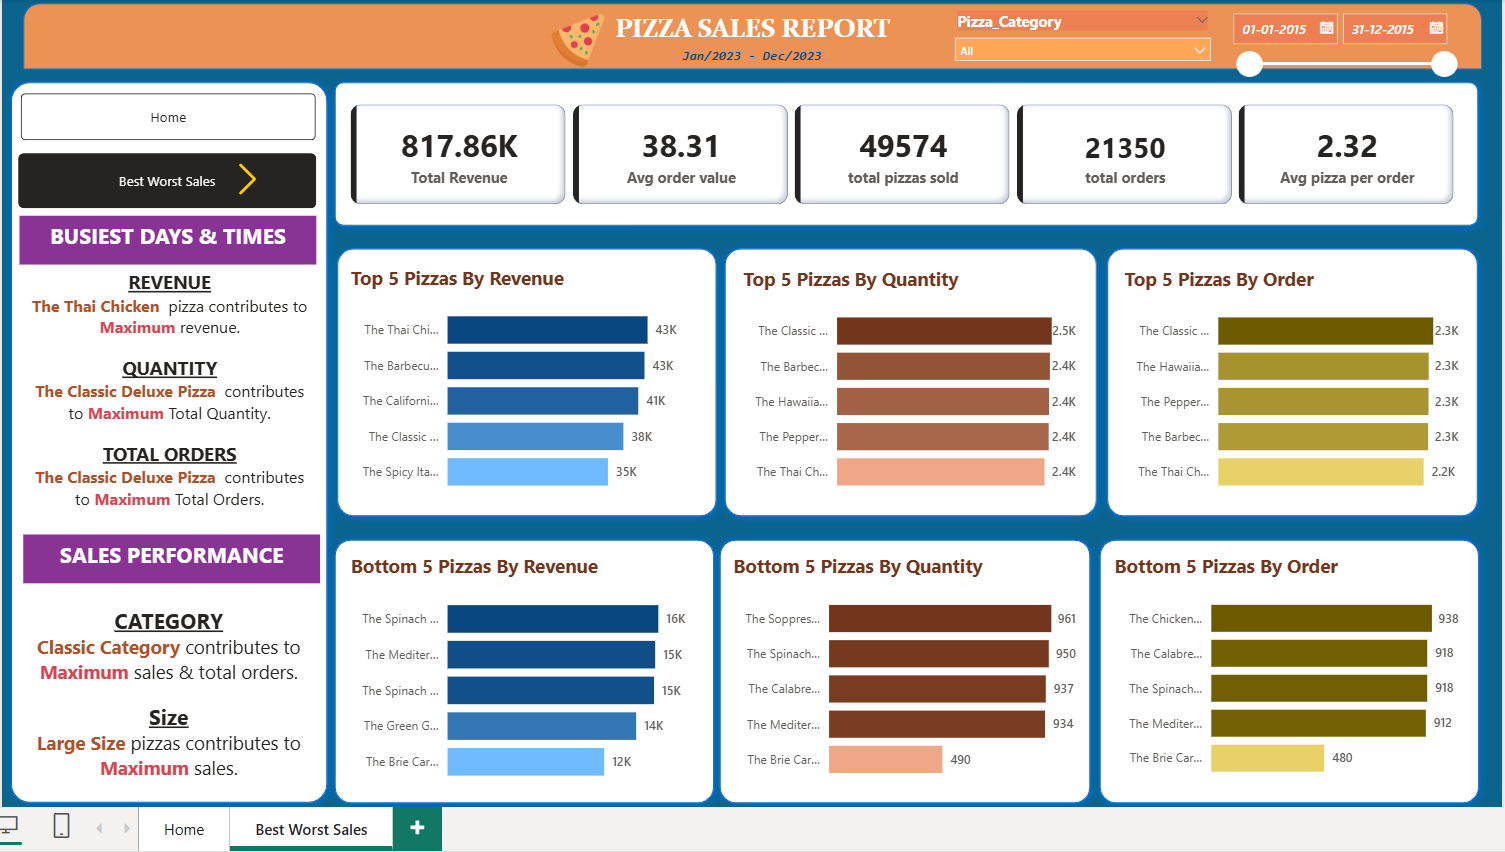 PIZZA SALES REPORT
Jan/2023 - Dec/2023
Pizza_Category
All
01-01-2015
31-12-2015
Home
Best Worst Sales
BUSIEST DAYS & TIMES
REVENUE
The Thai Chicken pizza contributes to
Maximum revenue.
QUANTITY
The Classic Deluxe Pizza contributes
to Maximum Total Quantity.
TOTAL ORDERS
The Classic Deluxe Pizza contributes
to Maximum Total Orders.
SALES PERFORMANCE
CATEGORY
Classic Category contributes to
Maximum sales & total orders.
Size
Large Size pizzas contributes to
Maximum sales.
817.86K
Total Revenue
38.31
Avg order value
49574
total pizzas sold
21350
total orders
2.32
Avg pizza per order
Top 5 Pizzas By Revenue
The Thai Chi... 43K
The Barbecu... 43K
The Californi... 41K
The Classic ... 38K
The Spicy Ita... 35K
Top 5 Pizzas By Quantity
The Classic ... 2.5K
The Barbec... 2.4K
The Hawaiia... 2.4K
The Pepper... 2.4K
The Thai Ch... 2.4K
Top 5 Pizzas By Order
The Classic ... 2.3K
The Hawaiia... 2.3K
The Pepper... 2.3K
The Barbec... 2.3K
The Thai Ch... 2.2K
Bottom 5 Pizzas By Revenue
The Spinach ... 16K
The Mediter... 15K
The Spinach ... 15K
The Green G... 14K
The Brie Car... 12K
Bottom 5 Pizzas By Quantity
The Soppres... 961
The Spinach... 950
The Calabre... 937
The Mediter... 934
The Brie Car... 490
Bottom 5 Pizzas By Order
The Chicken... 938
The Calabre... 918
The Spinach... 918
The Mediter... 912
The Brie Car... 480
Home
Best Worst Sales